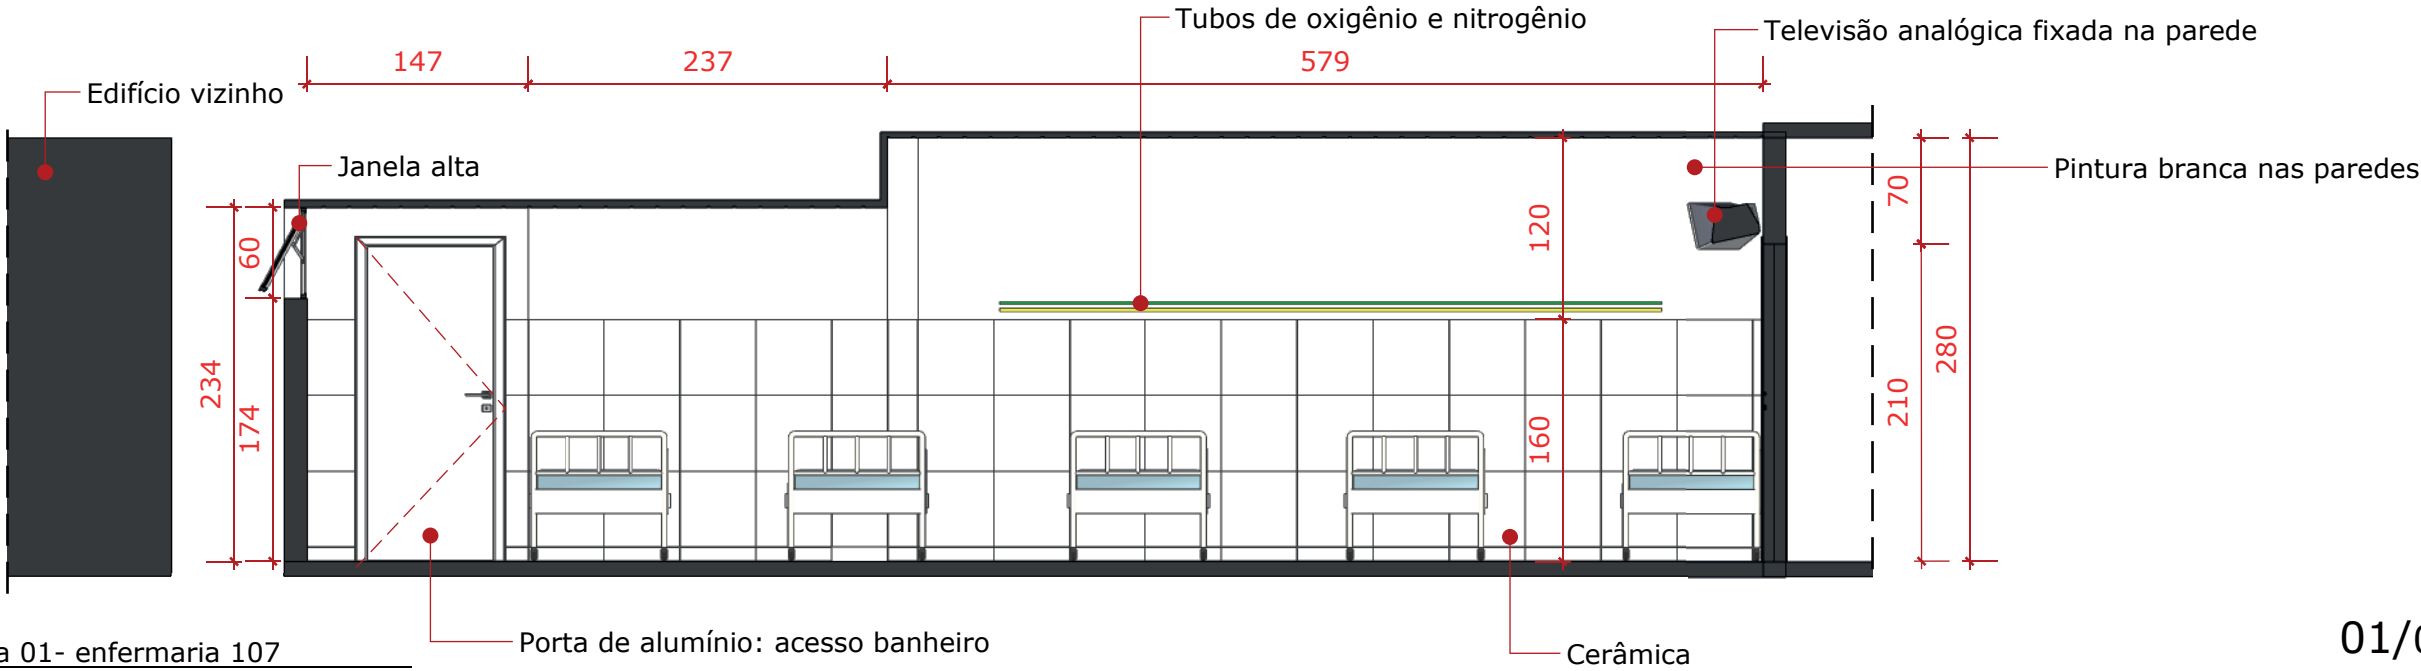 Tubos de oxigênio e nitrogênio
Televisão analógica fixada na parede
147
237
579
Edifício vizinho
Janela alta
Pintura branca nas paredes
60
234
174
120
160
70
210
280
Porta de alumínio: acesso banheiro
Cerâmica
a 01- enfermaria 107
01/